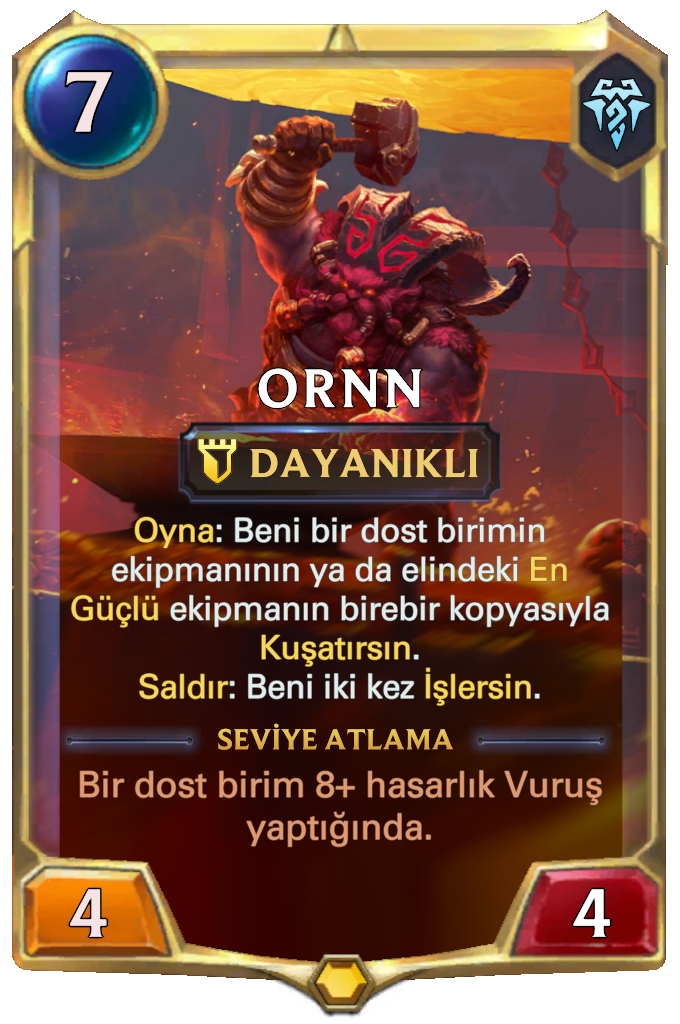 7
ORNN
DAYANIKLI
Oyna: Beni bir dost birimin
ekipmanının ya da elindeki En
Güçlü ekipmanın birebir kopyasıyla
Kuşatırsın.
Saldır: Beni iki kez İşlersin.
SEVİYE ATLAMA
Bir dost birim 8+ hasarlık Vuruş
yaptığında.
4
4